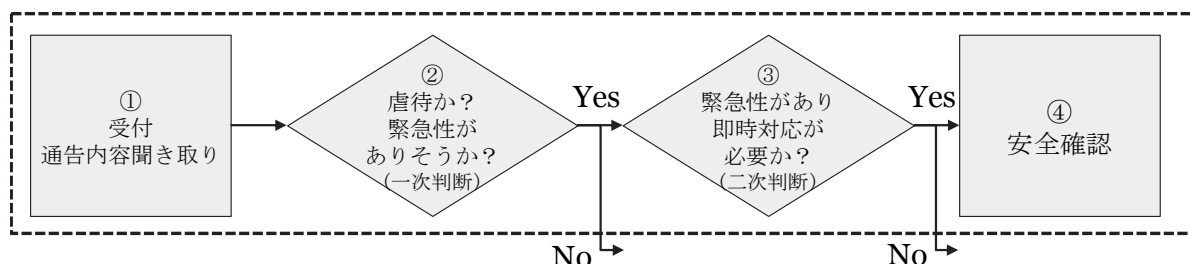 ①
受付
通告内容聞き取り
②
虐待か？
緊急性が
ありそうか？
(一次判断)
Yes
No
③
緊急性があり
即時対応が
必要か？
(二次判断)
Yes
No
④
安全確認